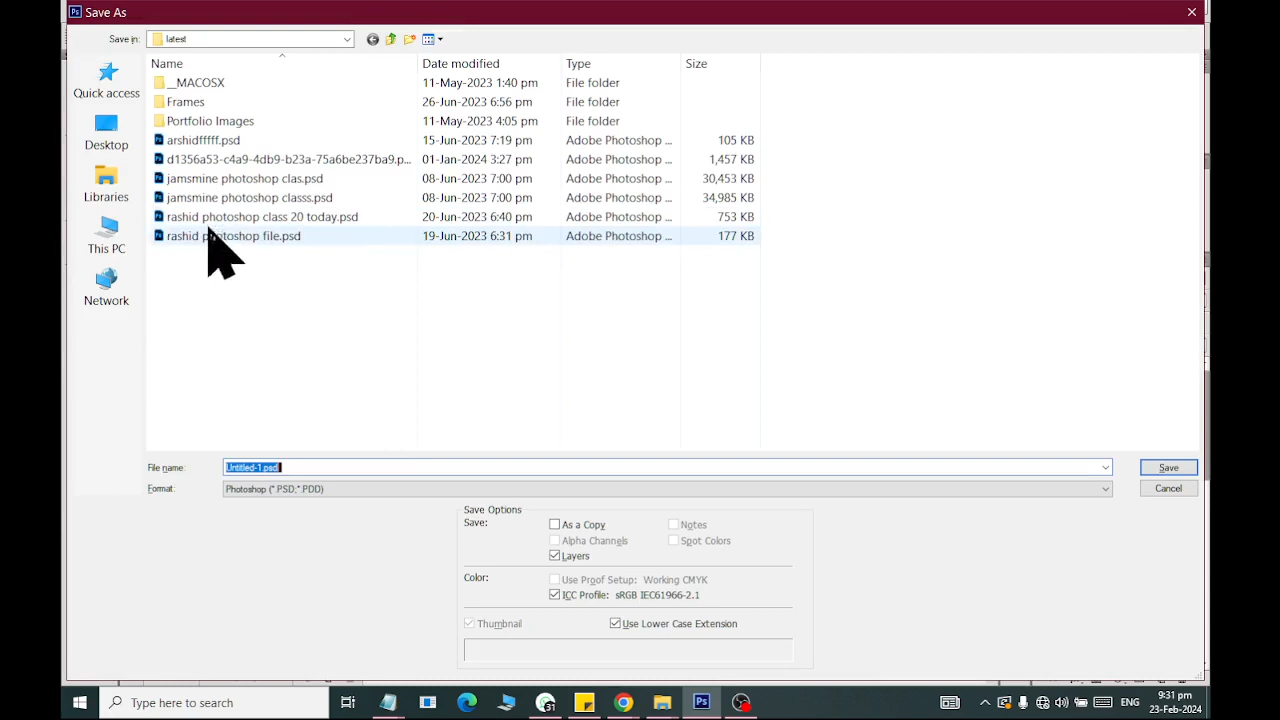 Save As
Save in: latest
Name Date modified Type Size
__MACOSX 11-May-2023 1:40 pm File folder
Frames 26-Jun-2023 6:56 pm File folder
Portfolio Images 11-May-2023 4:05 pm File folder
arshidfffff.psd 15-Jun-2023 7:19 pm Adobe Photoshop ... 105 KB
d1356a53-c4a9-4db9-b23a-75a6be237ba9.p... 01-Jan-2024 3:27 pm Adobe Photoshop ... 1,457 KB
jamsmine photoshop clas.psd 08-Jun-2023 7:00 pm Adobe Photoshop ... 30,453 KB
jamsmine photoshop classs.psd 08-Jun-2023 7:00 pm Adobe Photoshop ... 34,985 KB
rashid photoshop class 20 today.psd 20-Jun-2023 6:40 pm Adobe Photoshop ... 753 KB
rashid photoshop file.psd 19-Jun-2023 6:31 pm Adobe Photoshop ... 177 KB
Quick access
Desktop
Libraries
This PC
Network
File name: Untitled-1.psd Save
Format: Photoshop (*.PSD;*.PDD) Cancel
Save Options
Save: As a Copy Notes
Alpha Channels Spot Colors
Layers
Color: Use Proof Setup: Working CMYK
ICC Profile: sRGB IEC61966-2.1
Thumbnail Use Lower Case Extension
Type here to search
ENG
9:31 pm
23-Feb-2024